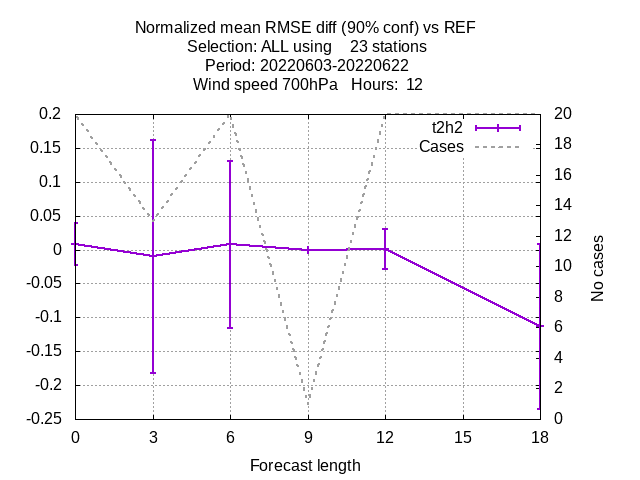 Normalized mean RMSE diff (90% conf) vs REF
Selection: ALL using    23 stations
Period: 20220603-20220622
Wind speed 700hPa   Hours:  12
t2h2
Cases
0.2
0.15
0.1
0.05
0
-0.05
-0.1
-0.15
-0.2
-0.25
20
18
16
14
12
10
8
6
4
2
0
No cases
0 3 6 9 12 15 18
Forecast length